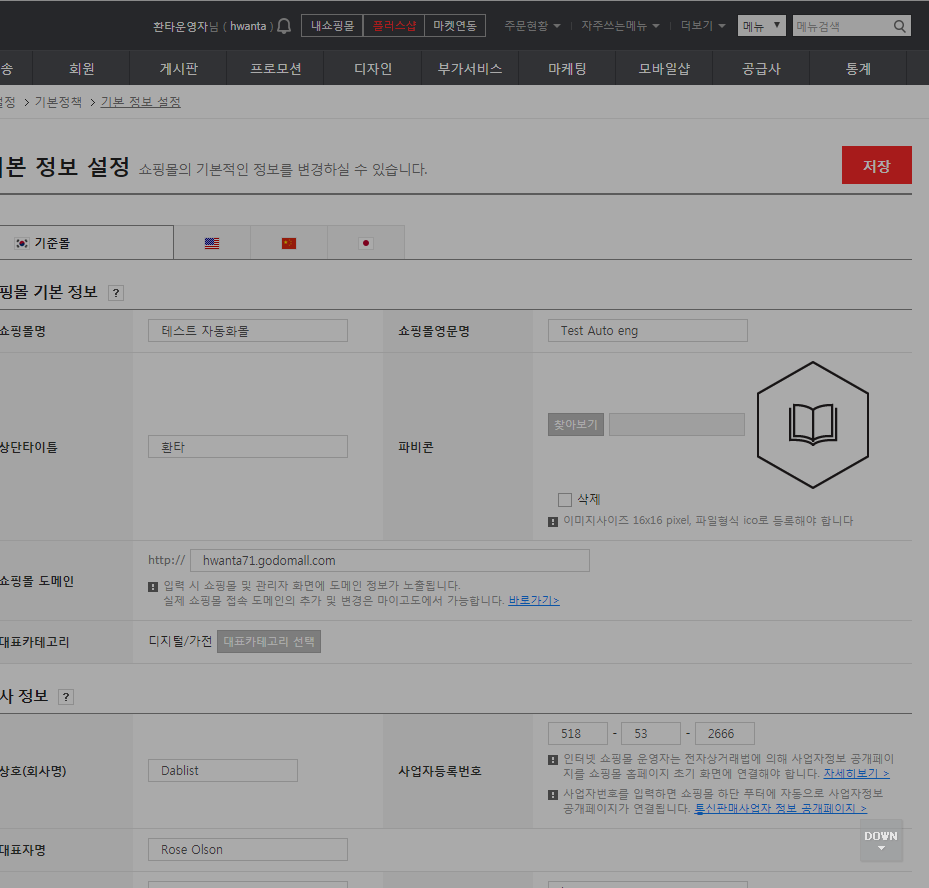 환타운영자님 ( hwanta ) 내쇼핑몰 플러스샵 마켓연동 주문현황 자주쓰는메뉴 더보기 메뉴 메뉴검색
송 회원 게시판 프로모션 디자인 부가서비스 마케팅 모바일샵 공급사 통계
설정 > 기본정책 > 기본 정보 설정
기본 정보 설정 쇼핑몰의 기본적인 정보를 변경하실 수 있습니다. 저장
기준몰
핑몰 기본 정보 ?
쇼핑몰명 테스트 자동화몰 쇼핑몰영문명 Test Auto eng
상단타이틀 황타 파비콘 찾아보기
삭제
이미지사이즈 16x16 pixel, 파일형식 ico로 등록해야 합니다
쇼핑몰 도메인 http:// hwanta71.godomall.com
입력 시 쇼핑몰 및 관리자 화면에 도메인 정보가 노출됩니다.
실제 쇼핑몰 접속 도메인의 추가 및 변경은 마이고도에서 가능합니다. 바로가기>
대표카테고리 디지털/가전 대표카테고리 선택
사 정보 ?
상호(회사명) Dablist 사업자등록번호 518 - 53 - 2666
인터넷 쇼핑몰 운영자는 전자상거래법에 의해 사업자정보 공개페이
지를 쇼핑몰 홈페이지 초기 화면에 연결해야 합니다. 자세히보기 >
사업자번호를 입력하면 쇼핑몰 하단 푸터에 자동으로 사업자정보
공개페이지가 연결됩니다. 통신판매사업자 정보 공개페이지 >
DOWN
대표자명 Rose Olson